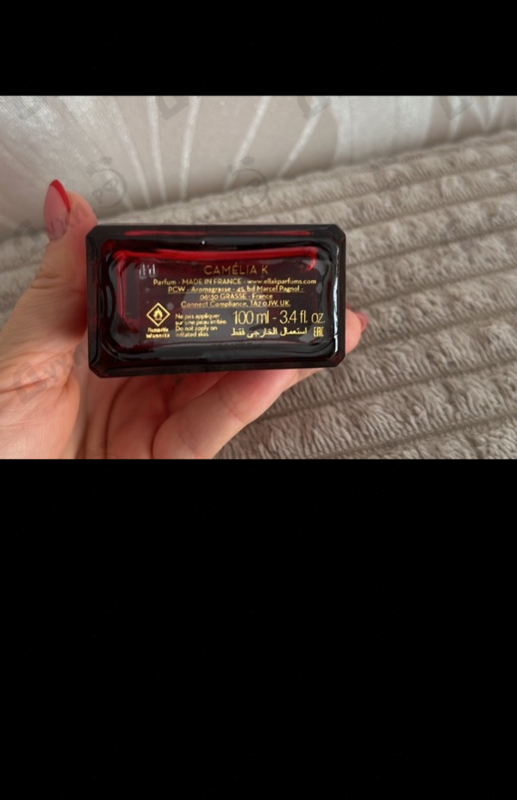 CAMÉLIA K
Parfum - MADE IN FRANCE - www.ellakparfums.com
PCW - Aromagrasse - 45, bd Marcel Pagnol -
06130 GRASSE - France
Connect Compliance, TA2 0JW, UK.
Ne pas appliquer
sur une peau irritée.
Do not apply on
irritated skin.
100 ml - 3.4 fl. oz.
استعمال الخارجي فقط
EAC